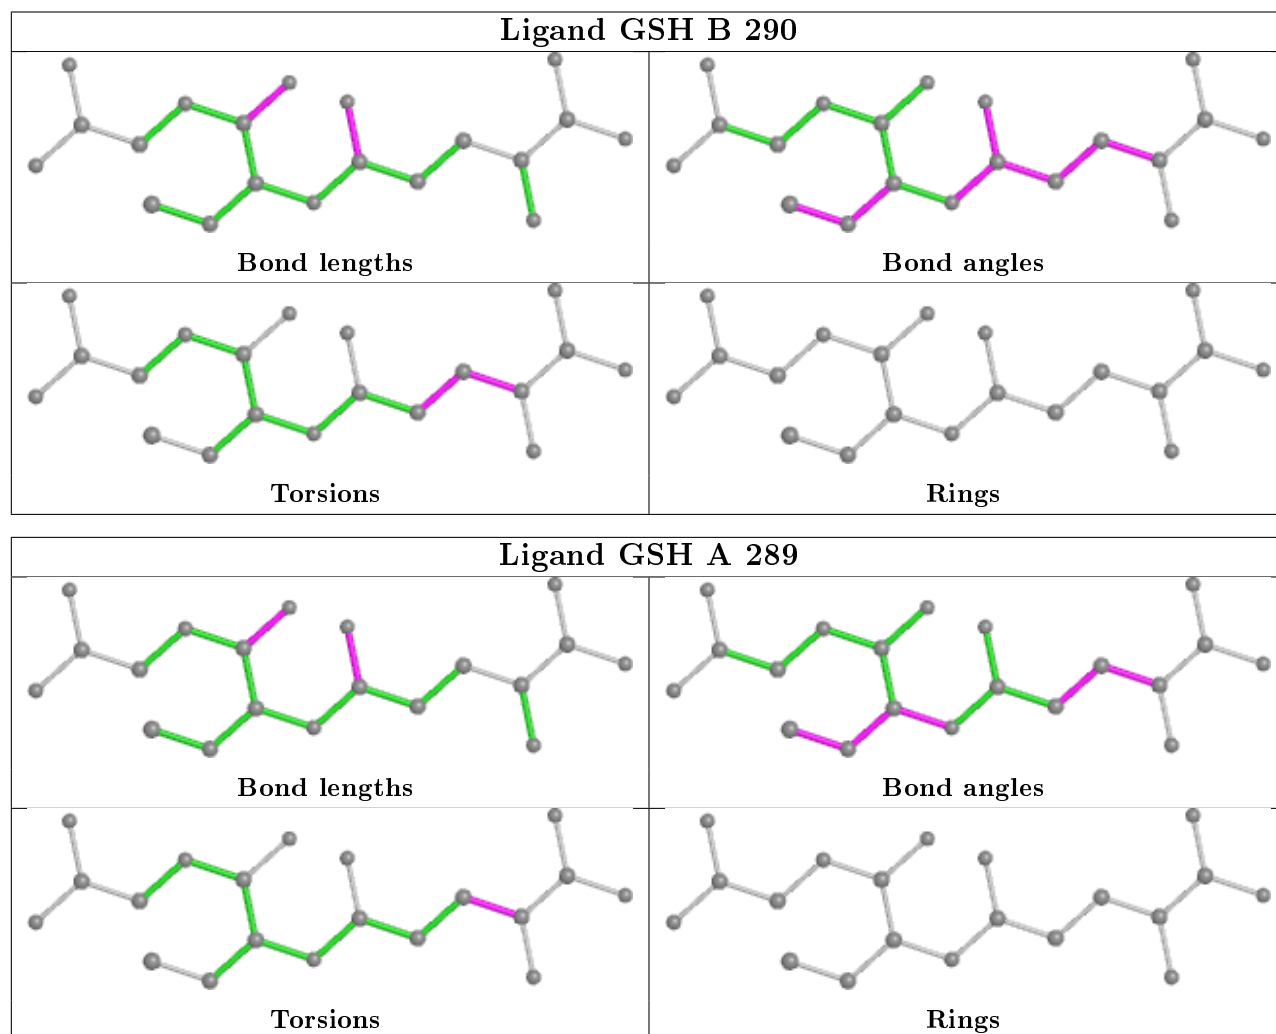 Ligand GSH B 290
Bond lengths
Bond angles
Torsions
Rings
Ligand GSH A 289
Bond lengths
Bond angles
Torsions
Rings